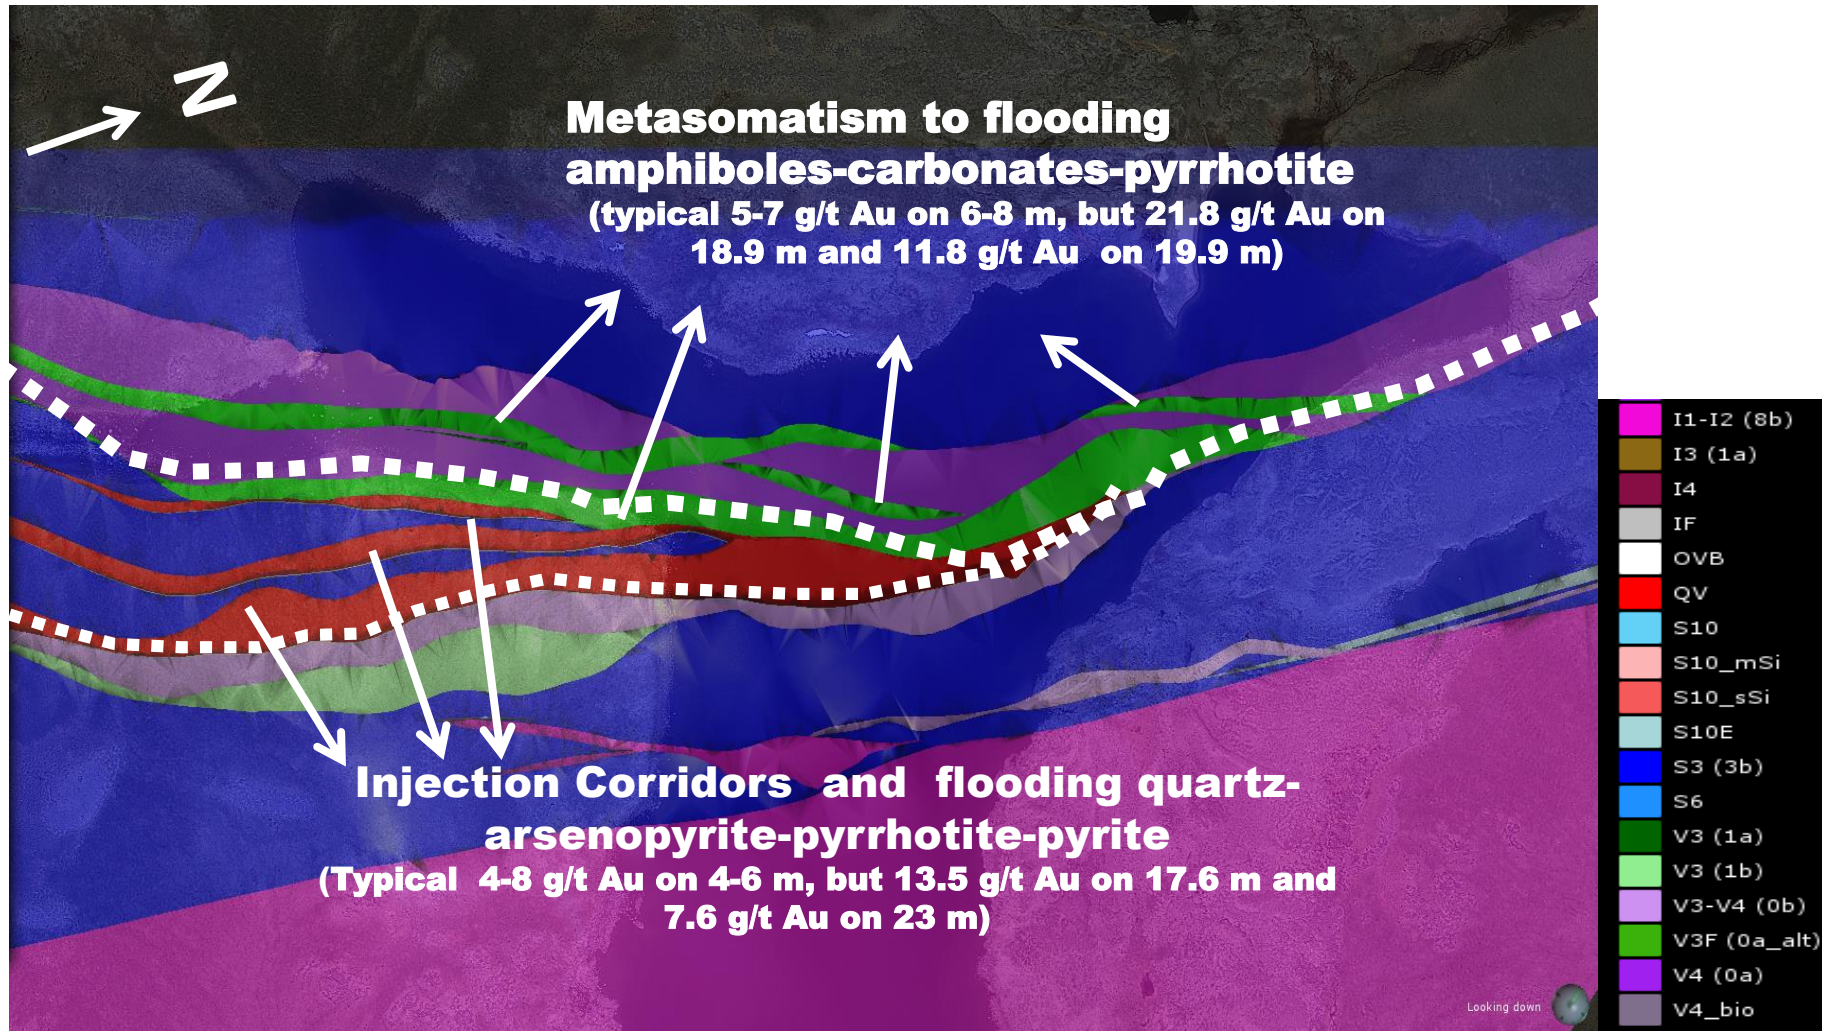 N
Metasomatism to flooding
amphiboles-carbonates-pyrrhotite
(typical 5-7 g/t Au on 6-8 m, but 21.8 g/t Au on
18.9 m and 11.8 g/t Au on 19.9 m)
Injection Corridors and flooding quartz-
arsenopyrite-pyrrhotite-pyrite
(Typical 4-8 g/t Au on 4-6 m, but 13.5 g/t Au on 17.6 m and
7.6 g/t Au on 23 m)
Looking down
I1-I2 (8b)
I3 (1a)
I4
IF
OVB
QV
S10
S10_mSi
S10_sSi
S10E
S3 (3b)
S6
V3 (1a)
V3 (1b)
V3-V4 (0b)
V3F (0a_alt)
V4 (0a)
V4_bio